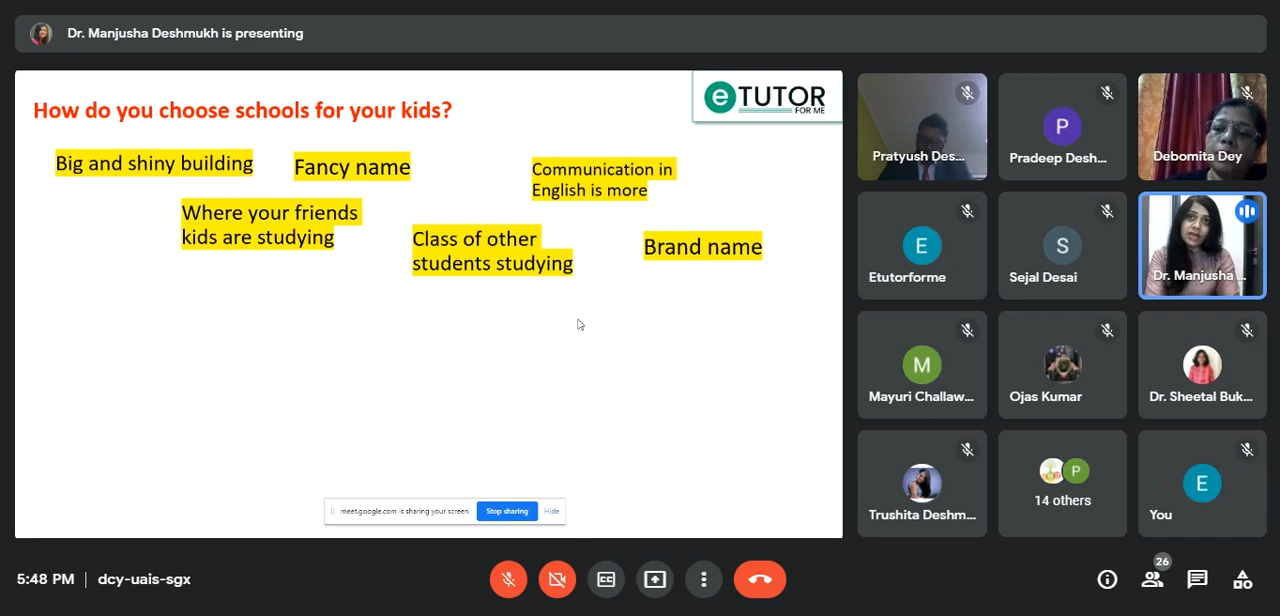 Dr. Manjusha Deshmukh is presenting
How do you choose schools for your kids?
e TUTOR
FOR ME
Big and shiny building
Fancy name
Communication in
English is more
Where your friends
kids are studying
Class of other
students studying
Brand name
meet.google.com is sharing your screen.
Stop sharing
Hide
Pratyush Des...
P
Pradeep Desh...
Debomita Dey
E
Etutorforme
S
Sejal Desai
Dr. Manjusha ...
M
Mayuri Challaw...
Ojas Kumar
Dr. Sheetal Buk...
Trushita Deshm...
P
14 others
E
You
5:48 PM | dcy-uais-sgx
CC
26